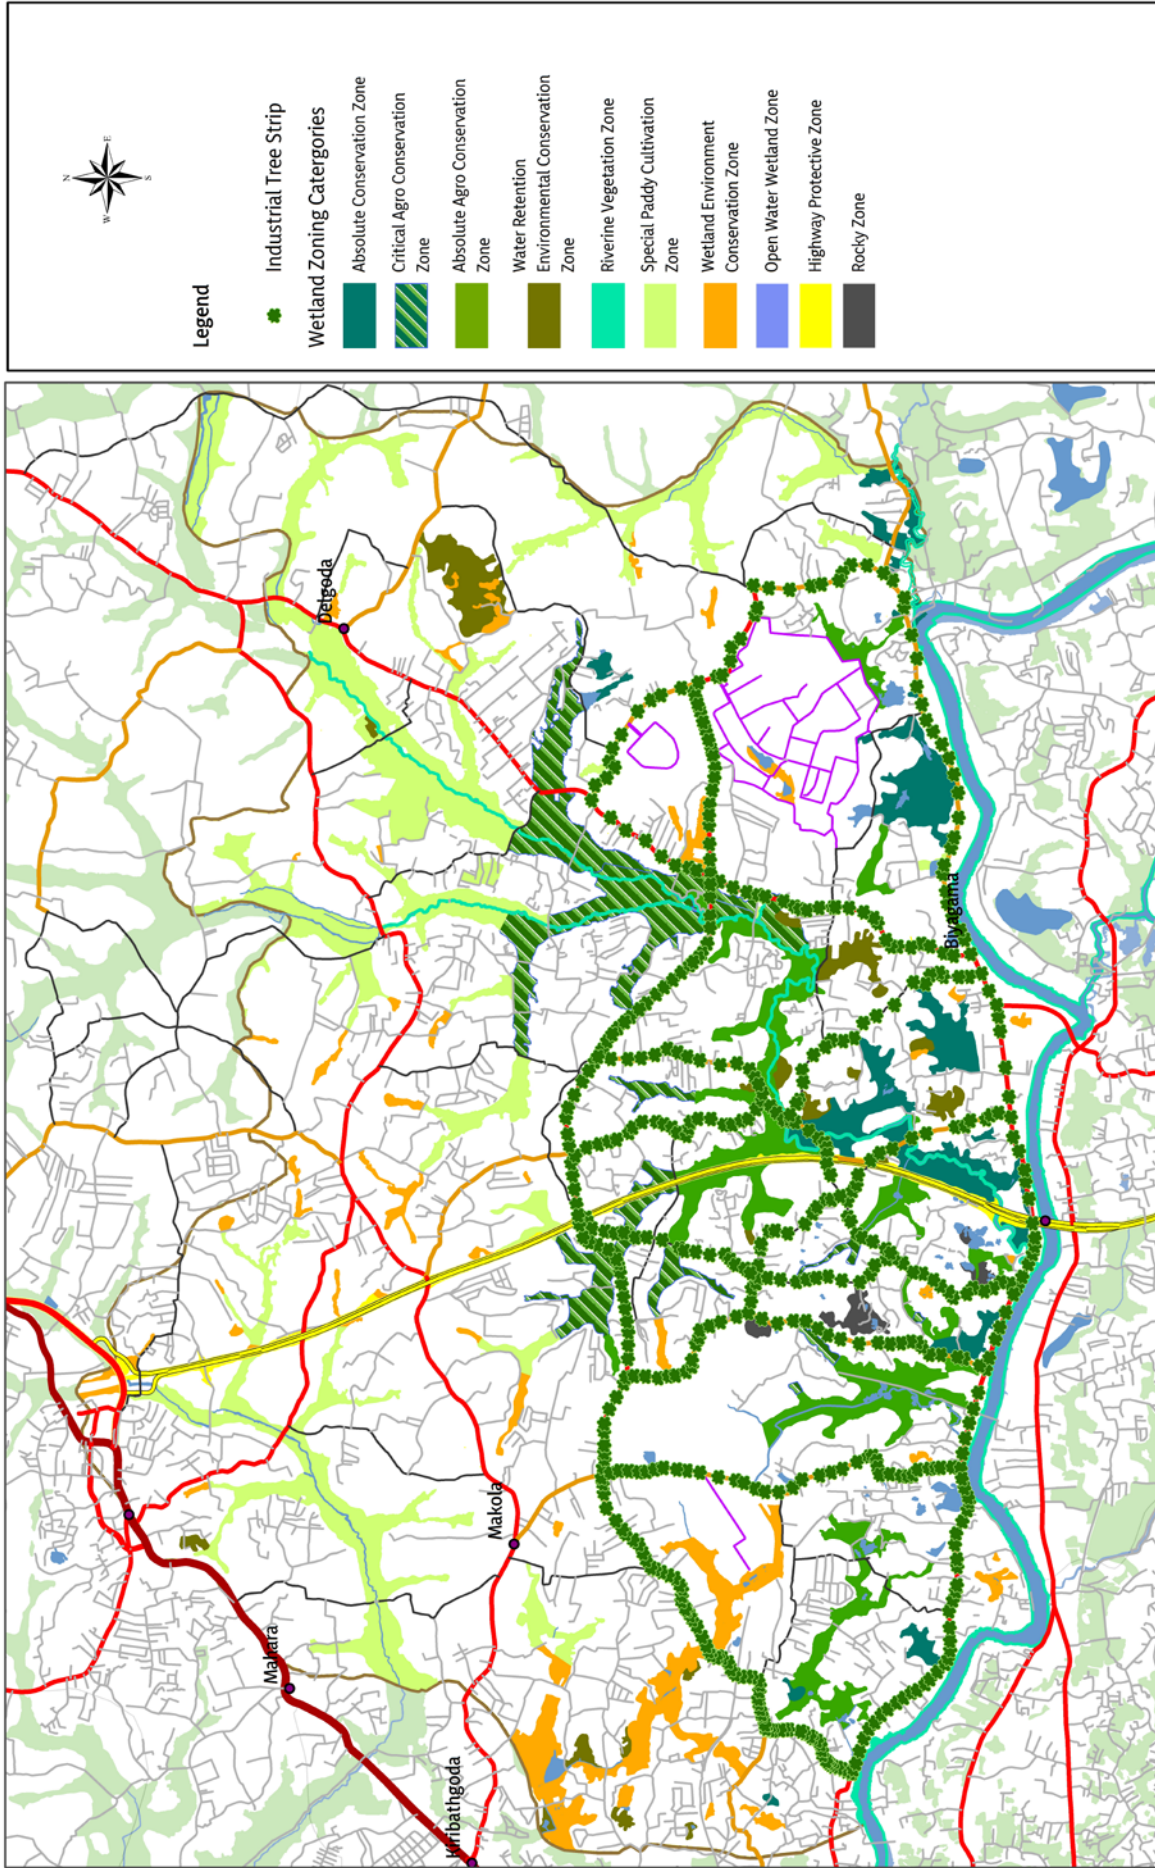 N
W
E
S
Legend
Industrial Tree Strip
Wetland Zoning Catergories
Absolute Conservation Zone
Critical Agro Conservation
Zone
Absolute Agro Conservation
Zone
Water Retention
Environmental Conservation
Zone
Riverine Vegetation Zone
Special Paddy Cultivation
Zone
Wetland Environment
Conservation Zone
Open Water Wetland Zone
Highway Protective Zone
Rocky Zone
Delgoda
Biyagama
Makola
Mahara
Kiribathgoda